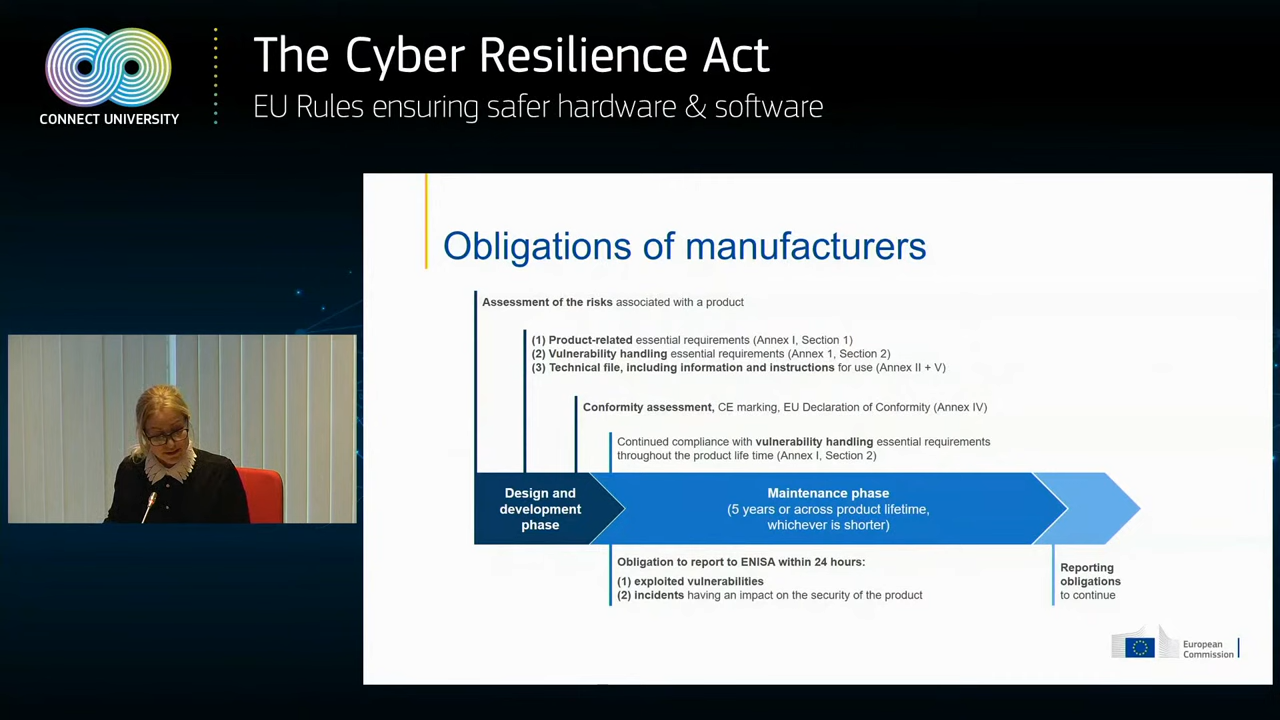 CONNECT UNIVERSITY
The Cyber Resilience Act
EU Rules ensuring safer hardware & software
Obligations of manufacturers
Assessment of the risks associated with a product
(1) Product-related essential requirements (Annex I, Section 1)
(2) Vulnerability handling essential requirements (Annex 1, Section 2)
(3) Technical file, including information and instructions for use (Annex II + V)
Conformity assessment, CE marking, EU Declaration of Conformity (Annex IV)
Continued compliance with vulnerability handling essential requirements
throughout the product life time (Annex I, Section 2)
Design and
development
phase
Maintenance phase
(5 years or across product lifetime,
whichever is shorter)
Obligation to report to ENISA within 24 hours:
(1) exploited vulnerabilities
(2) incidents having an impact on the security of the product
Reporting
obligations
to continue
European
Commission